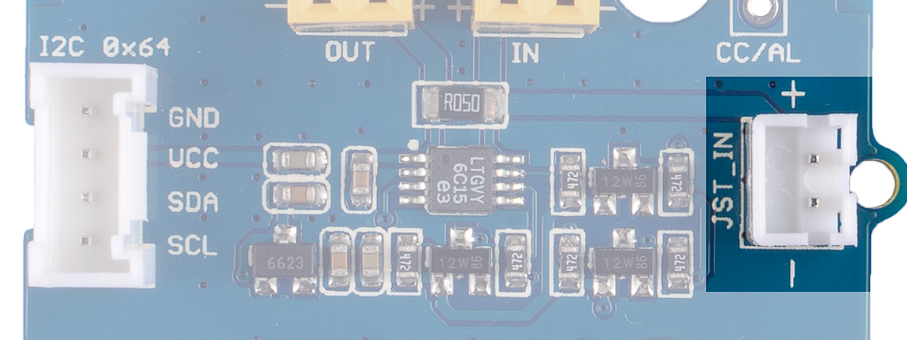 OUT
IN
CC/AL
I2C 0x64
+
GND
VCC
SDA
SCL
R050
LTGVY
6C15
e3
472
12W
86
472
6623
472
12W
86
472
472
12W
86
472
JST_IN
+
−